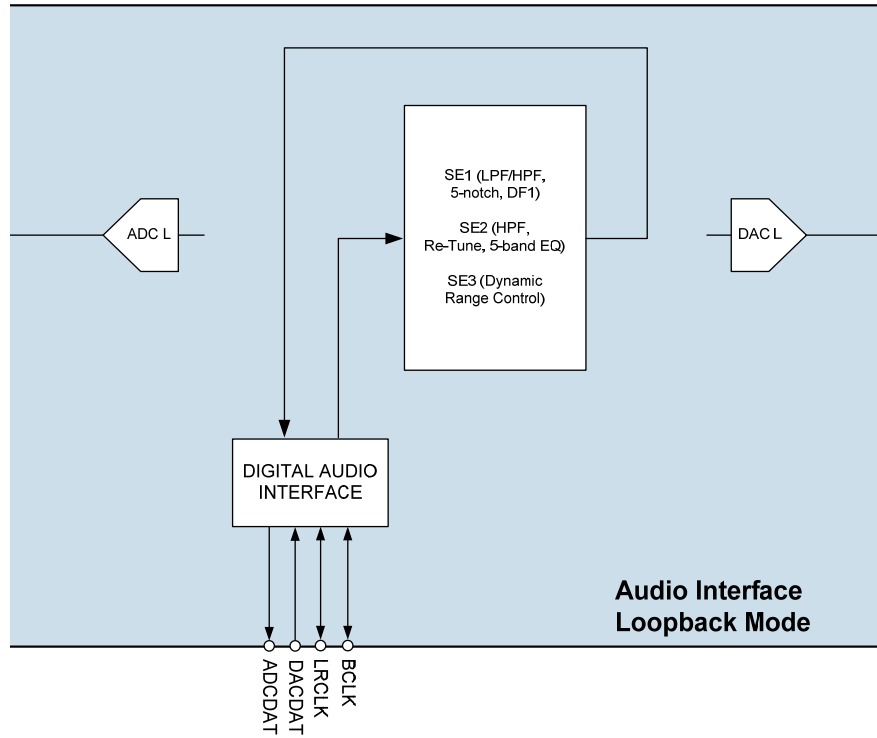 SE1 (LPF/HPF,
5-notch, DF1)
SE2 (HPF,
Re-Tune, 5-band EQ)
SE3 (Dynamic
Range Control)
ADC L
DAC L
DIGITAL AUDIO
INTERFACE
Audio Interface
Loopback Mode
ADCDAT
DACDAT
LRCLK
BCLK